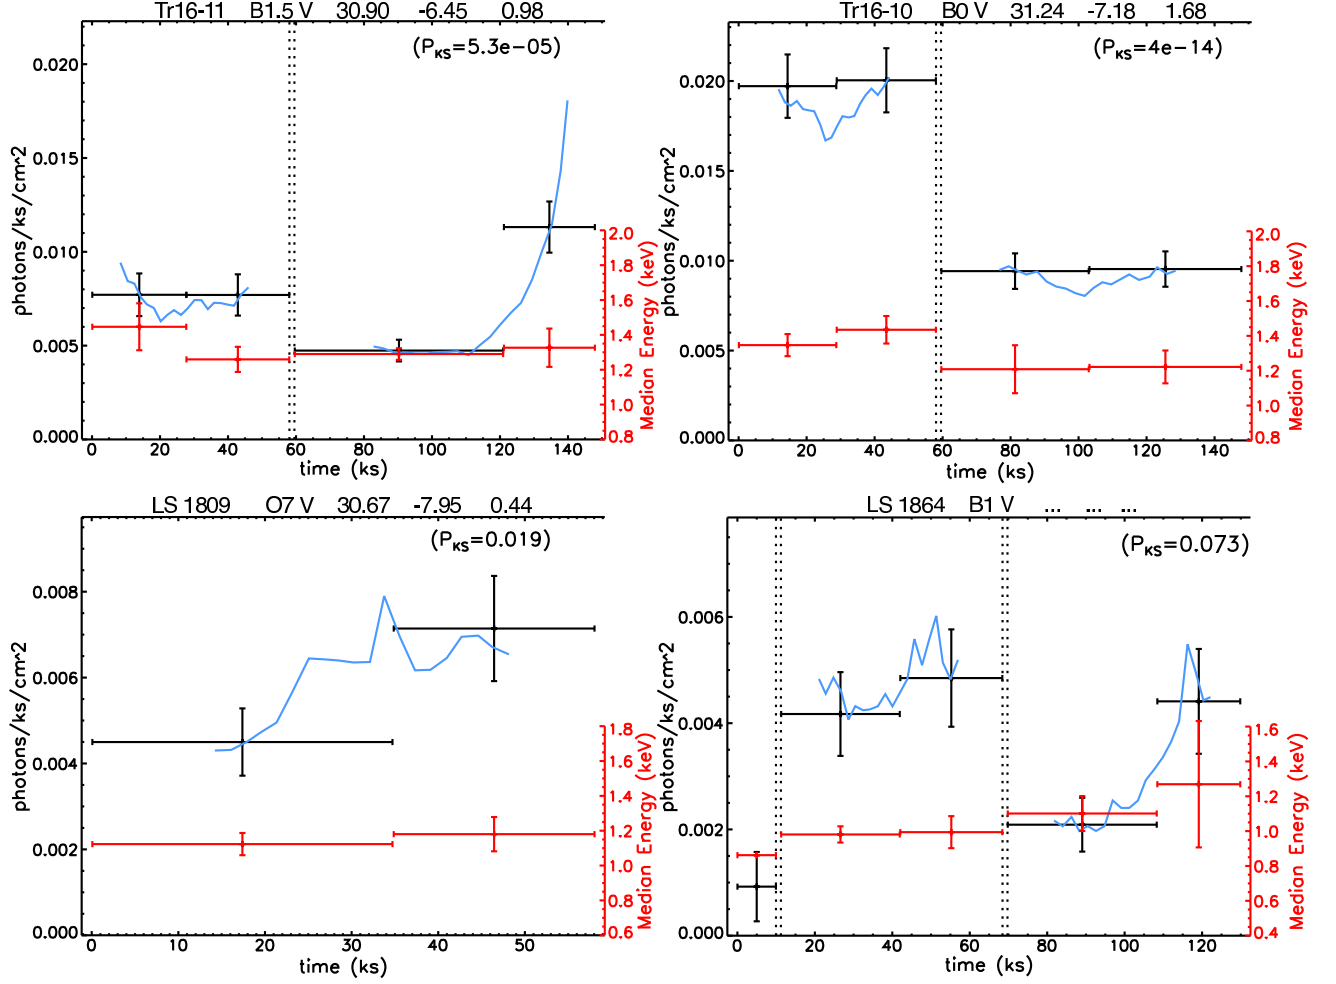 Tr16-11 B1.5 V 30.90 -6.45 0.98
(P_KS=5.3e-05)
0.020
0.015
0.010
0.005
0.000
photons/ks/cm^2
2.0
1.8
1.6
1.4
1.2
1.0
0.8
Median Energy (keV)
0 20 40 60 80 100 120 140
time (ks)
Tr16-10 B0 V 31.24 -7.18 1.68
(P_KS=4e-14)
0.020
0.015
0.010
0.005
0.000
photons/ks/cm^2
2.0
1.8
1.6
1.4
1.2
1.0
0.8
Median Energy (keV)
0 20 40 60 80 100 120 140
time (ks)
LS 1809 O7 V 30.67 -7.95 0.44
(P_KS=0.019)
0.008
0.006
0.004
0.002
0.000
photons/ks/cm^2
1.8
1.6
1.4
1.2
1.0
0.8
0.6
Median Energy (keV)
0 10 20 30 40 50
time (ks)
LS 1864 B1 V ... ... ...
(P_KS=0.073)
0.006
0.004
0.002
0.000
photons/ks/cm^2
1.6
1.4
1.2
1.0
0.8
0.6
0.4
Median Energy (keV)
0 20 40 60 80 100 120
time (ks)